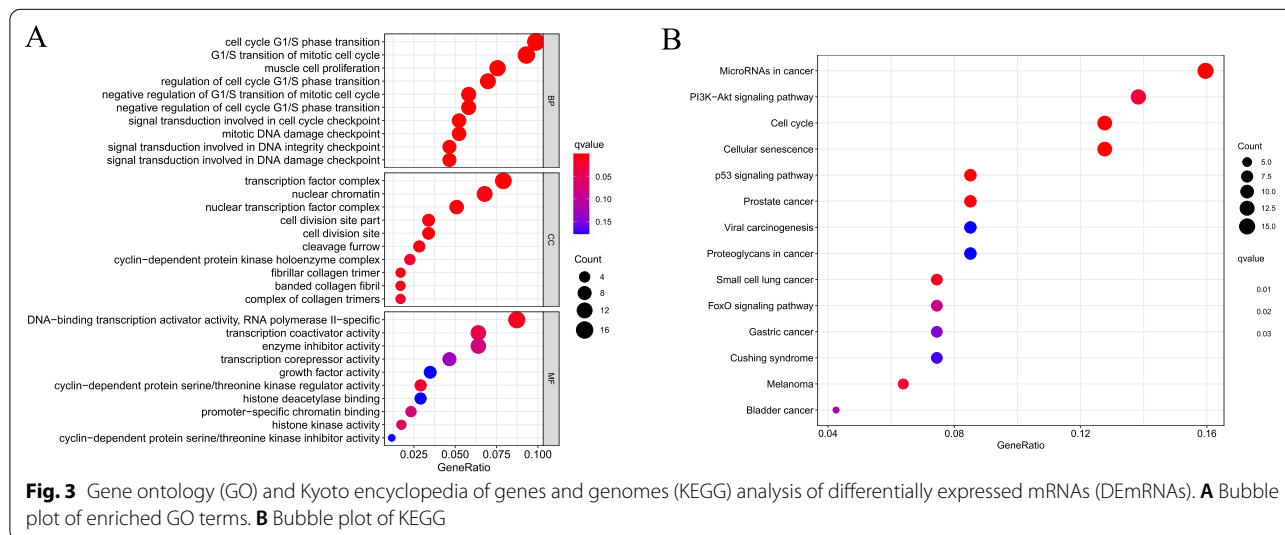 A
cell cycle G1/S phase transition
G1/S transition of mitotic cell cycle
muscle cell proliferation
regulation of cell cycle G1/S phase transition
negative regulation of G1/S transition of mitotic cell cycle
negative regulation of cell cycle G1/S phase transition
signal transduction involved in cell cycle checkpoint
mitotic DNA damage checkpoint
signal transduction involved in DNA integrity checkpoint
signal transduction involved in DNA damage checkpoint
BP
transcription factor complex
nuclear chromatin
nuclear transcription factor complex
cell division site part
cell division site
cleavage furrow
cyclin−dependent protein kinase holoenzyme complex
fibrillar collagen trimer
banded collagen fibril
complex of collagen trimers
CC
DNA−binding transcription activator activity, RNA polymerase II−specific
transcription coactivator activity
enzyme inhibitor activity
transcription corepressor activity
growth factor activity
cyclin−dependent protein serine/threonine kinase regulator activity
histone deacetylase binding
promoter−specific chromatin binding
histone kinase activity
cyclin−dependent protein serine/threonine kinase inhibitor activity
MF
0.025 0.050 0.075 0.100
GeneRatio
qvalue
0.05
0.10
0.15
Count
4
8
12
16
B
MicroRNAs in cancer
PI3K−Akt signaling pathway
Cell cycle
Cellular senescence
p53 signaling pathway
Prostate cancer
Viral carcinogenesis
Proteoglycans in cancer
Small cell lung cancer
FoxO signaling pathway
Gastric cancer
Cushing syndrome
Melanoma
Bladder cancer
0.04 0.08 0.12 0.16
GeneRatio
Count
5.0
7.5
10.0
12.5
15.0
qvalue
0.01
0.02
0.03
Fig. 3 Gene ontology (GO) and Kyoto encyclopedia of genes and genomes (KEGG) analysis of differentially expressed mRNAs (DEmRNAs). A Bubble
plot of enriched GO terms. B Bubble plot of KEGG